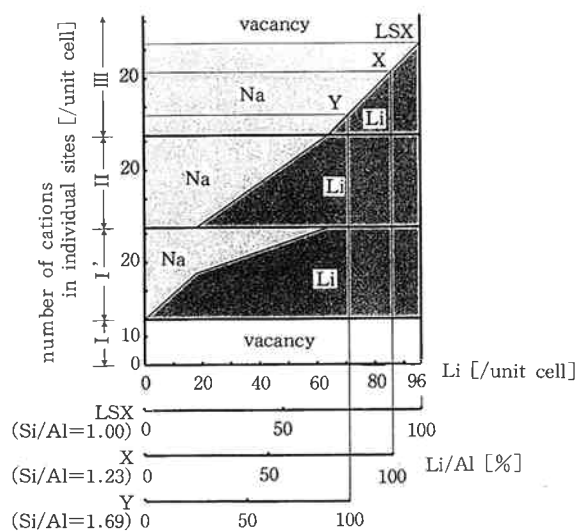 vacancy
LSX
X
Na
Y
Li
Na
Li
Na
Li
vacancy
number of cations
in individual sites [/unit cell]
III
II
I'
I
20
20
20
10
0
0 20 40 60 80 96
Li [/unit cell]
LSX
(Si/Al=1.00) 0 50 100
X
(Si/Al=1.23) 0 50 100
Li/Al [%]
Y
(Si/Al=1.69) 0 50 100